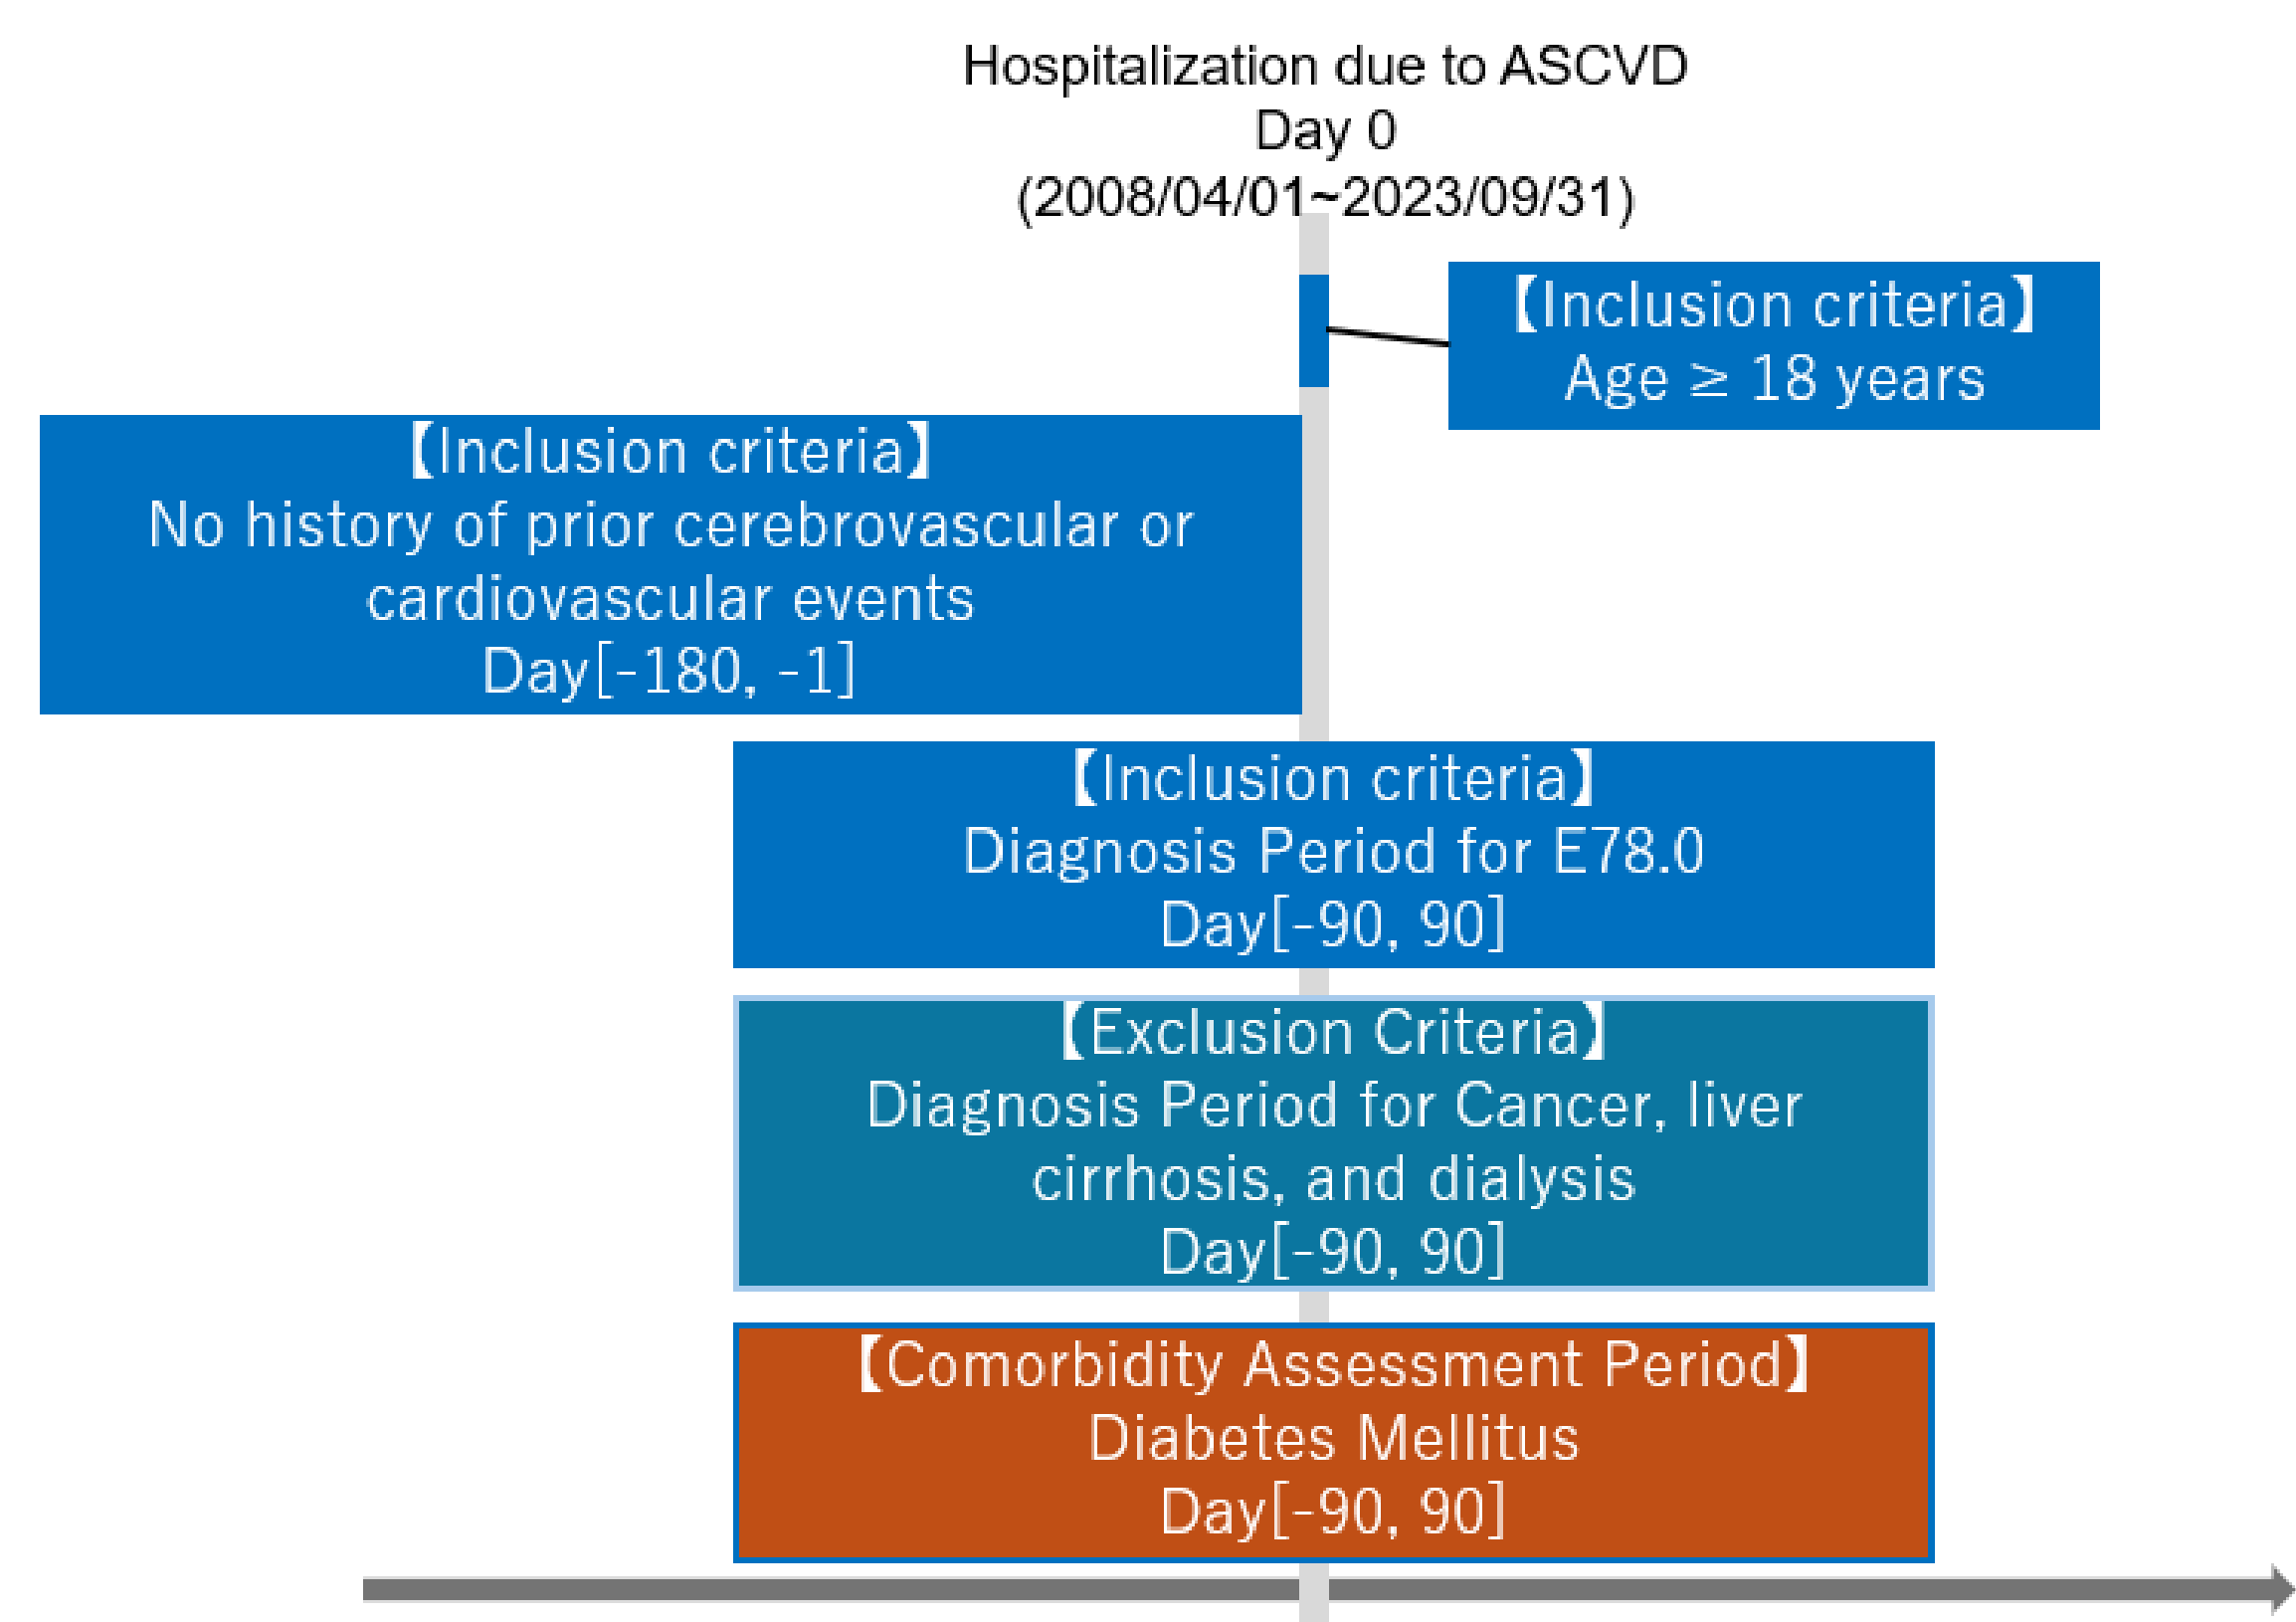 Hospitalization due to ASCVD
Day 0
(2008/04/01~2023/09/31)
【Inclusion criteria】
Age ≥ 18 years
【Inclusion criteria】
No history of prior cerebrovascular or
cardiovascular events
Day[-180, -1]
【Inclusion criteria】
Diagnosis Period for E78.0
Day[-90, 90]
【Exclusion Criteria】
Diagnosis Period for Cancer, liver
cirrhosis, and dialysis
Day[-90, 90]
【Comorbidity Assessment Period】
Diabetes Mellitus
Day[-90, 90]